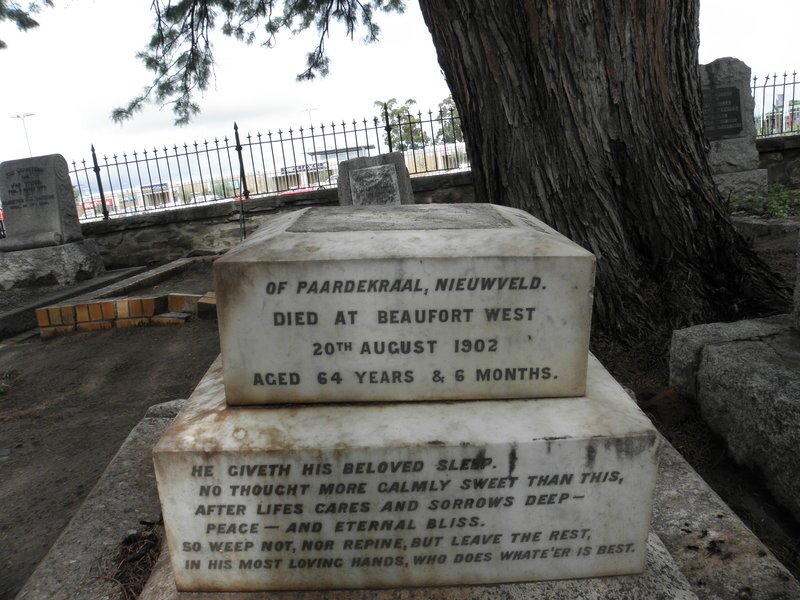 OF PAARDEKRAAL, NIEUWVELD.
DIED AT BEAUFORT WEST
20TH AUGUST 1902
AGED 64 YEARS & 6 MONTHS.
HE GIVETH HIS BELOVED SLEEP.
NO THOUGHT MORE CALMLY SWEET THAN THIS,
AFTER LIFES CARES AND SORROWS DEEP—
PEACE — AND ETERNAL BLISS.
SO WEEP NOT, NOR REPINE, BUT LEAVE THE REST,
IN HIS MOST LOVING HANDS, WHO DOES WHATE'ER IS BEST.